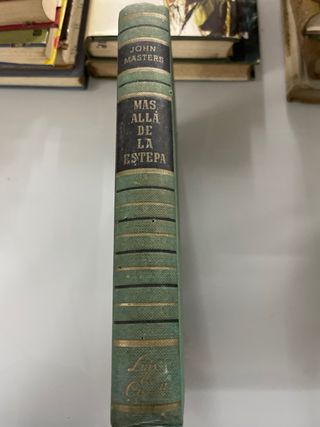 JOHN
MASTERS
MAS
ALLÁ
DE
LA
ESTEPA